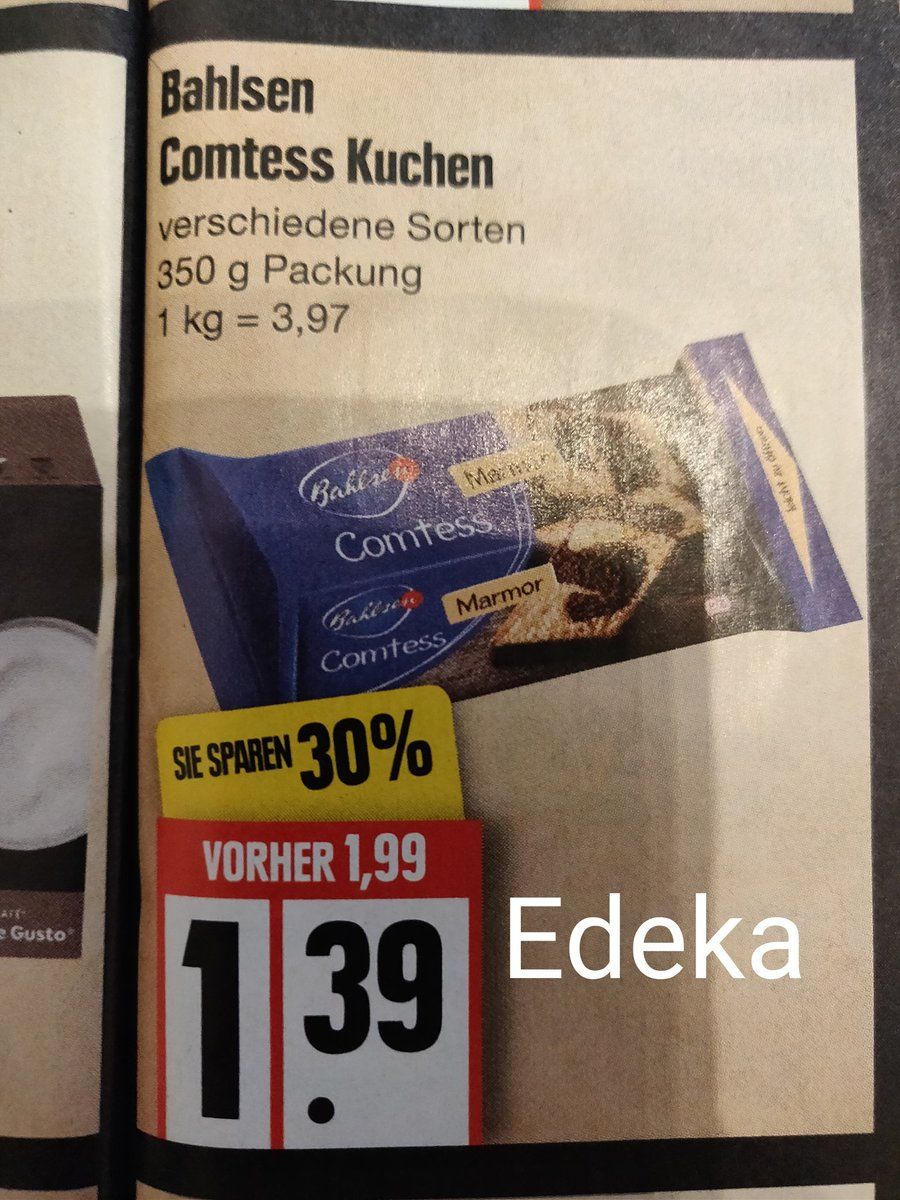 Bahlsen
Comtess Kuchen
verschiedene Sorten
350 g Packung
1 kg = 3,97
Bahlsen
Marmor
Comtess
Bahlsen
Marmor
Comtess
SIE SPAREN 30%
VORHER 1,99
1.39
Edeka
Gusto